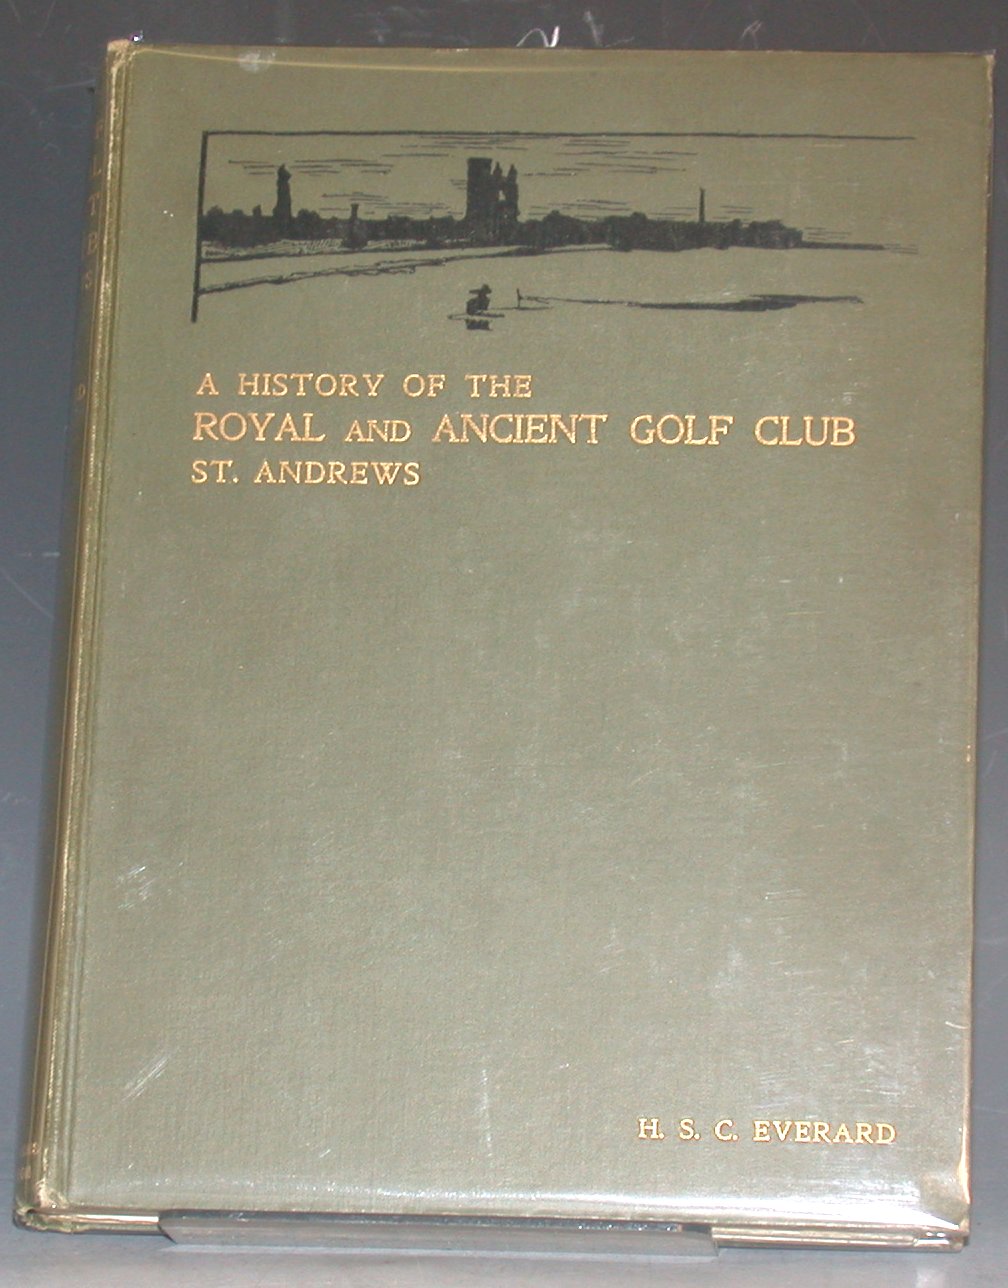 A HISTORY OF THE
ROYAL AND ANCIENT GOLF CLUB
ST. ANDREWS
H. S. C. EVERARD